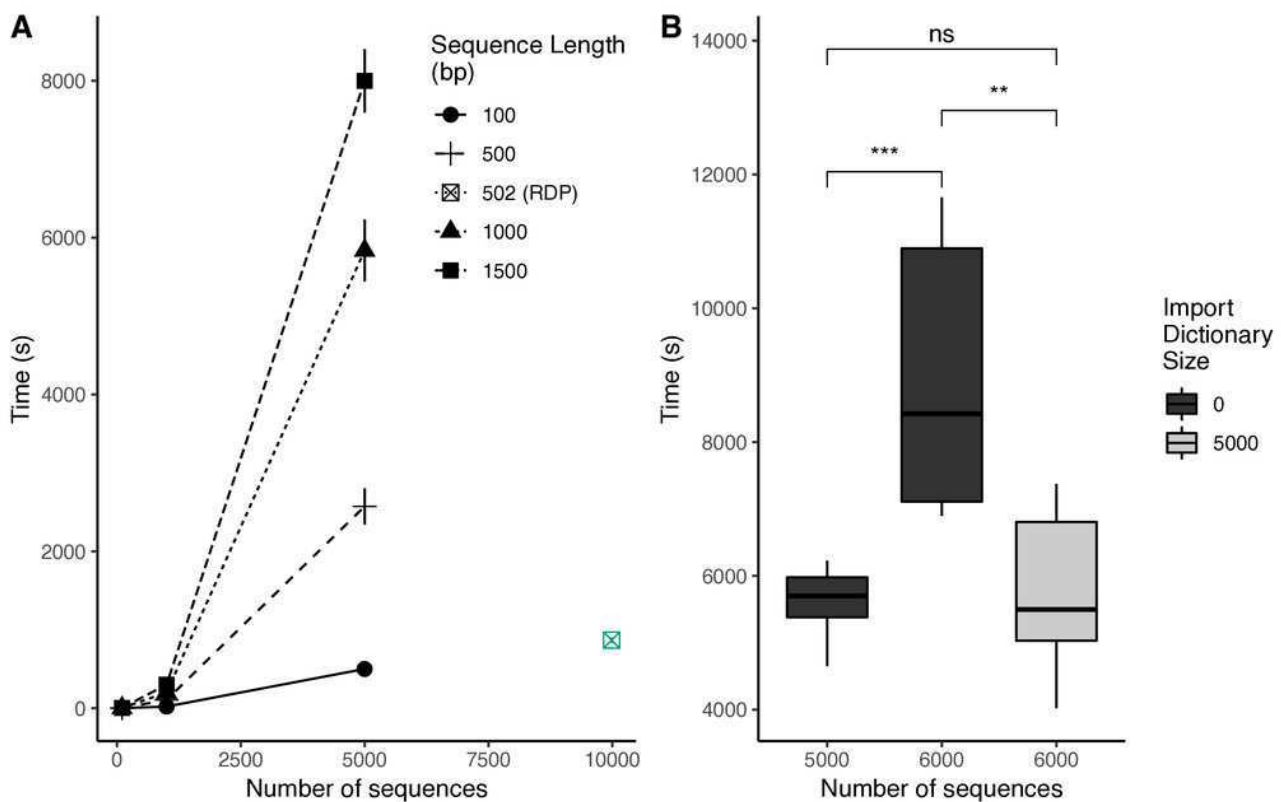 A
Sequence Length
(bp)
100
500
502 (RDP)
1000
1500
8000
6000
4000
2000
0
Time (s)
0 2500 5000 7500 10000
Number of sequences
B
ns
**
***
14000
12000
10000
8000
6000
4000
Time (s)
5000 6000 6000
Number of sequences
Import
Dictionary
Size
0
5000